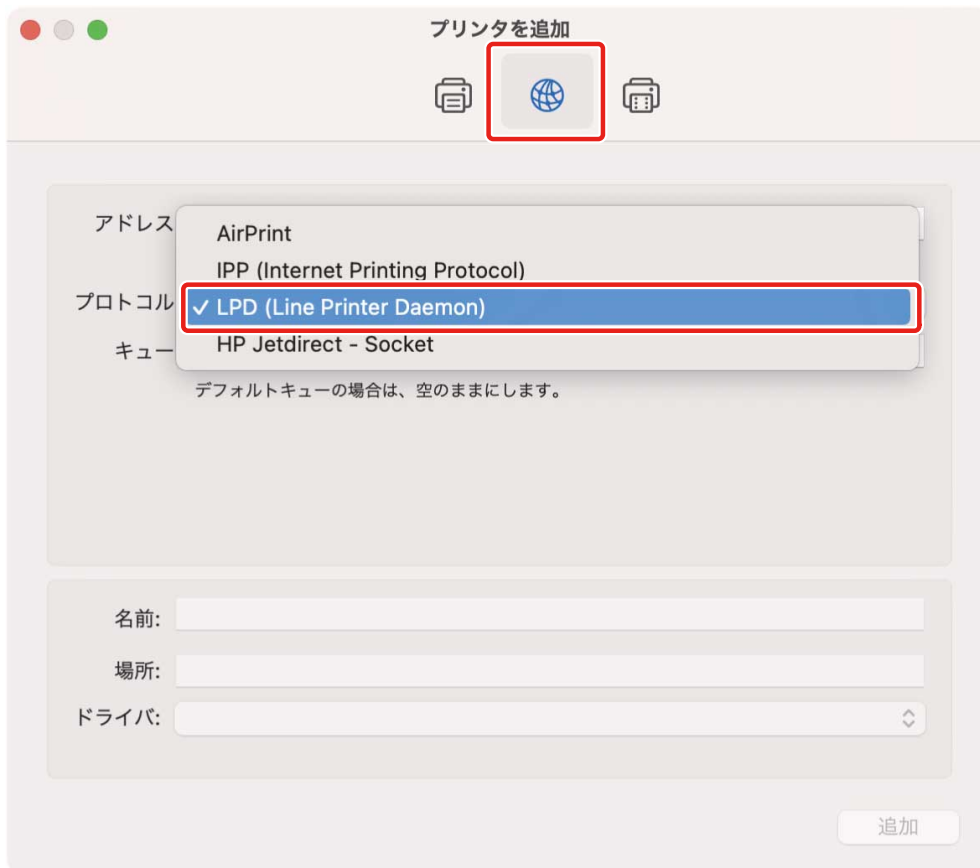 プリンタを追加
アドレス
AirPrint
IPP (Internet Printing Protocol)
プロトコル
✓ LPD (Line Printer Daemon)
キュー
HP Jetdirect - Socket
デフォルトキューの場合は、空のままにします。
名前:
場所:
ドライバ:
追加